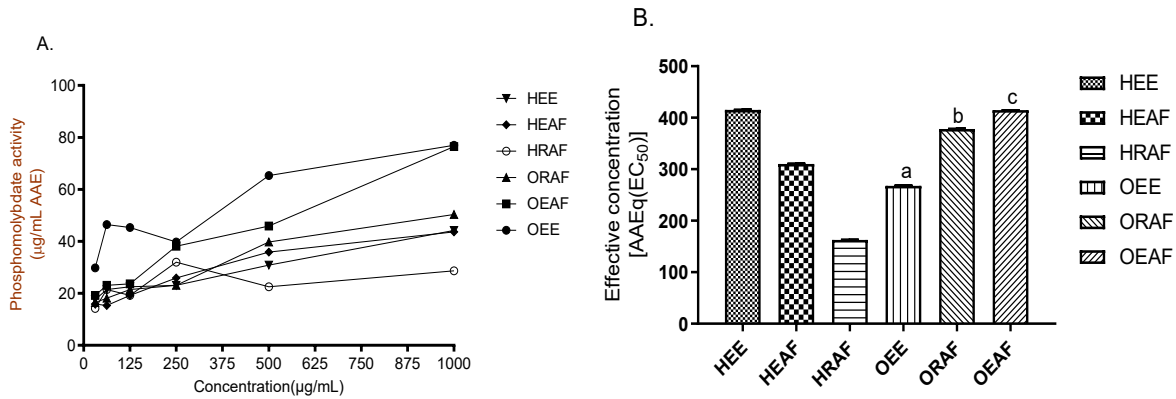 A.
Phosphomolybdate activity
(µg/mL AAE)
100
80
60
40
20
0
0 125 250 375 500 625 750 875 1000
Concentration(µg/mL)
HEE
HEAF
HRAF
ORAF
OEAF
OEE
B.
Effective concentration
[AAEq(EC50)]
500
400
300
200
100
0
a
b
c
HEE HEAF HRAF OEE ORAF OEAF
HEE
HEAF
HRAF
OEE
ORAF
OEAF